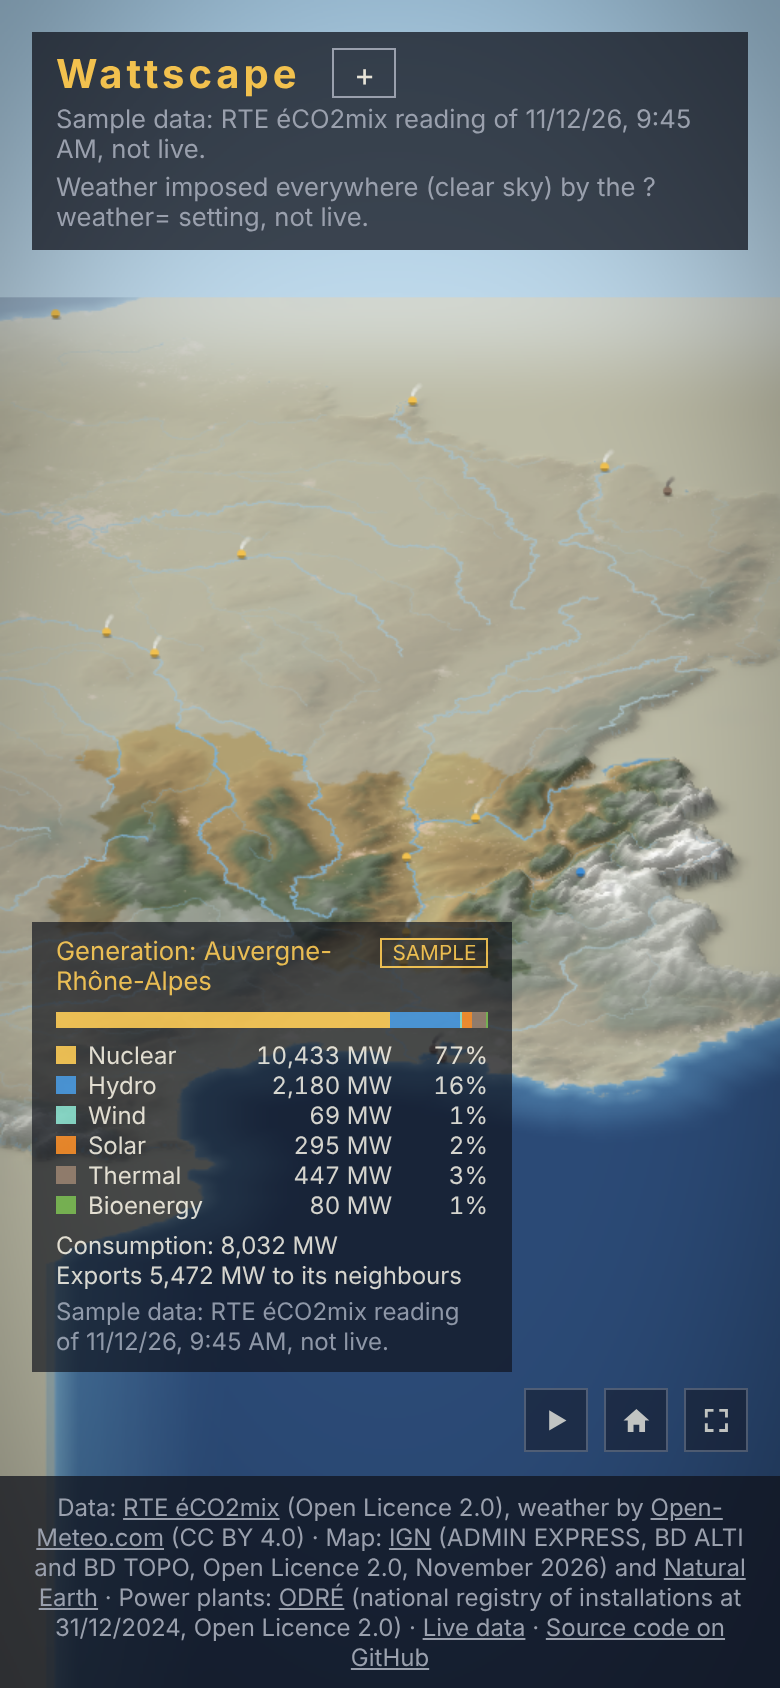 Wattscape +
Sample data: RTE éCO2mix reading of 11/12/26, 9:45
AM, not live.
Weather imposed everywhere (clear sky) by the ?
weather= setting, not live.
Generation: Auvergne-
Rhône-Alpes
SAMPLE
Nuclear 10,433 MW 77%
Hydro 2,180 MW 16%
Wind 69 MW 1%
Solar 295 MW 2%
Thermal 447 MW 3%
Bioenergy 80 MW 1%
Consumption: 8,032 MW
Exports 5,472 MW to its neighbours
Sample data: RTE éCO2mix reading
of 11/12/26, 9:45 AM, not live.
Data: RTE éCO2mix (Open Licence 2.0), weather by Open-
Meteo.com (CC BY 4.0) · Map: IGN (ADMIN EXPRESS, BD ALTI
and BD TOPO, Open Licence 2.0, November 2026) and Natural
Earth · Power plants: ODRÉ (national registry of installations at
31/12/2024, Open Licence 2.0) · Live data · Source code on
GitHub